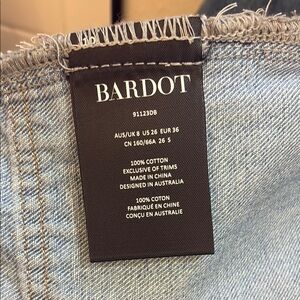 BARDOT
91123DB
AUS/UK 8 US 26 EUR 36
CN 160/66A 26 S
100% COTTON
EXCLUSIVE OF TRIMS
MADE IN CHINA
DESIGNED IN AUSTRALIA
100% COTON
FABRIQUÉ EN CHINE
CONÇU EN AUSTRALIE